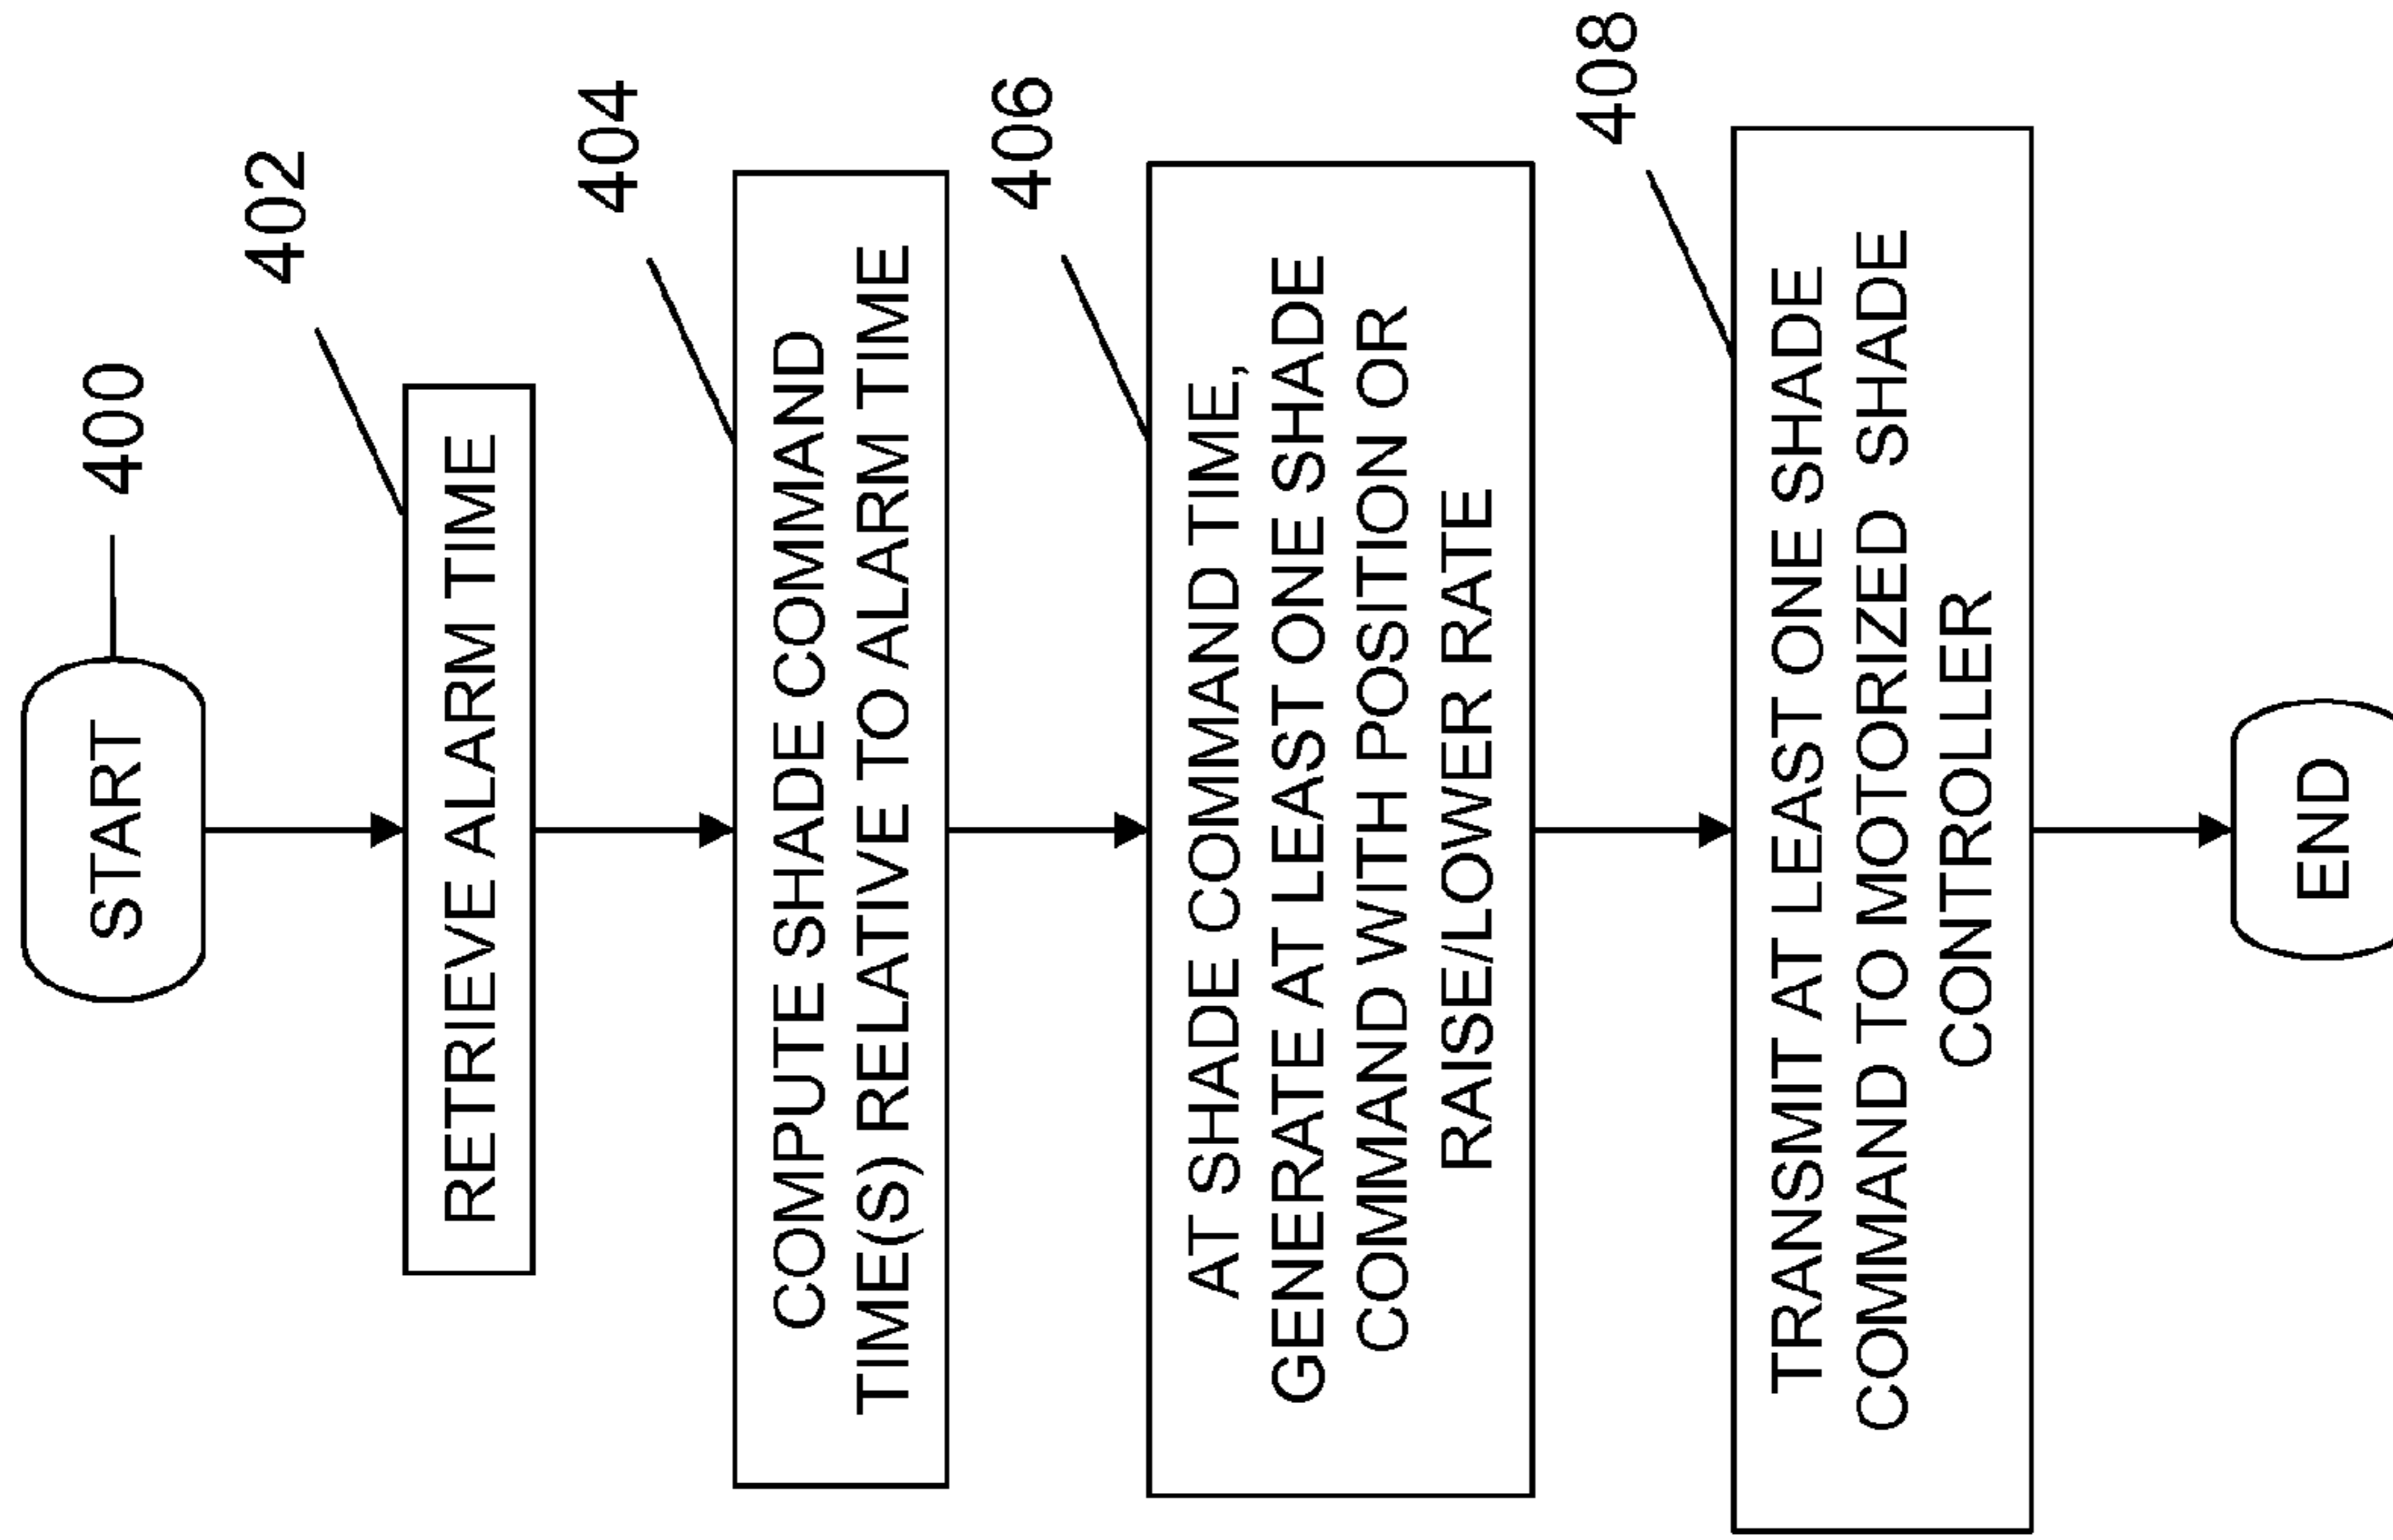 START
400
402
RETRIEVE ALARM TIME
404
COMPUTE SHADE COMMAND
TIME(S) RELATIVE TO ALARM TIME
406
AT SHADE COMMAND TIME,
GENERATE AT LEAST ONE SHADE
COMMAND WITH POSITION OR
RAISE/LOWER RATE
408
TRANSMIT AT LEAST ONE SHADE
COMMAND TO MOTORIZED SHADE
CONTROLLER
END